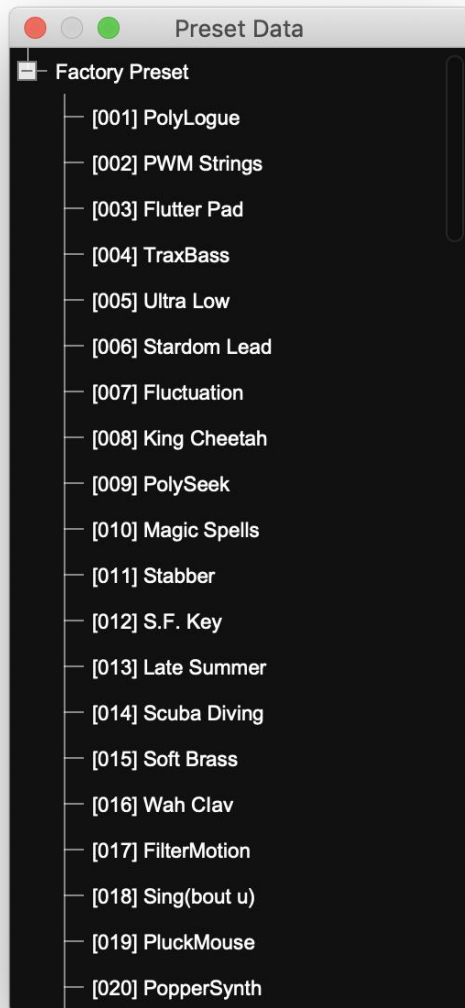 Preset Data
Factory Preset
[001] PolyLogue
[002] PWM Strings
[003] Flutter Pad
[004] TraxBass
[005] Ultra Low
[006] Stardom Lead
[007] Fluctuation
[008] King Cheetah
[009] PolySeek
[010] Magic Spells
[011] Stabber
[012] S.F. Key
[013] Late Summer
[014] Scuba Diving
[015] Soft Brass
[016] Wah Clav
[017] FilterMotion
[018] Sing(bout u)
[019] PluckMouse
[020] PopperSynth